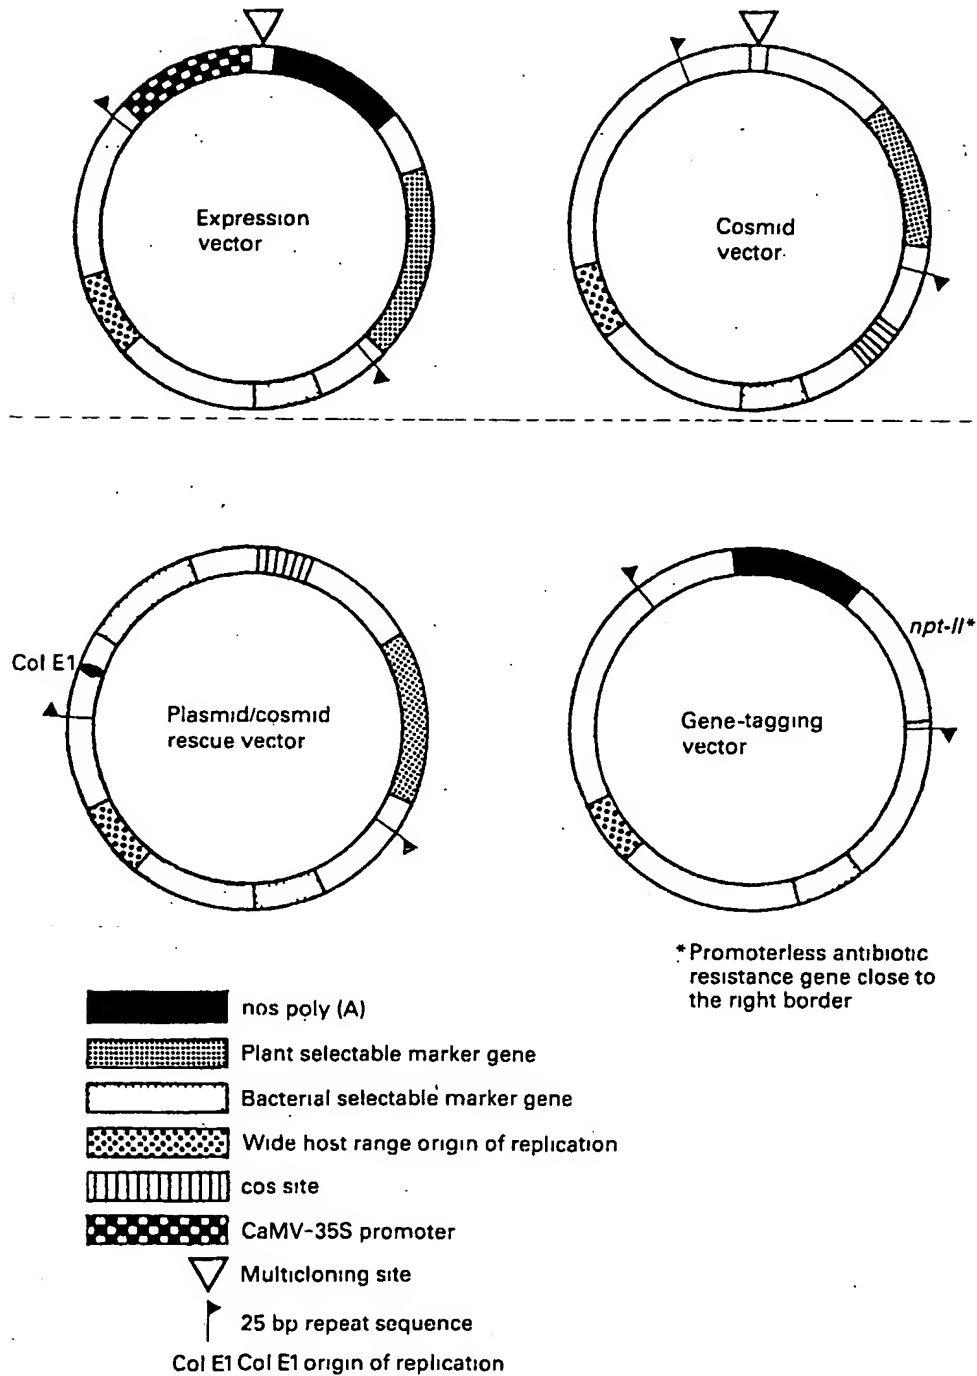 Expression
vector
Cosmid
vector
Col E1
Plasmid/cosmid
rescue vector
Gene-tagging
vector
npt-II*
* Promoterless antibiotic
resistance gene close to
the right border
nos poly (A)
Plant selectable marker gene
Bacterial selectable marker gene
Wide host range origin of replication
cos site
CaMV-35S promoter
Multicloning site
25 bp repeat sequence
Col E1 Col E1 origin of replication